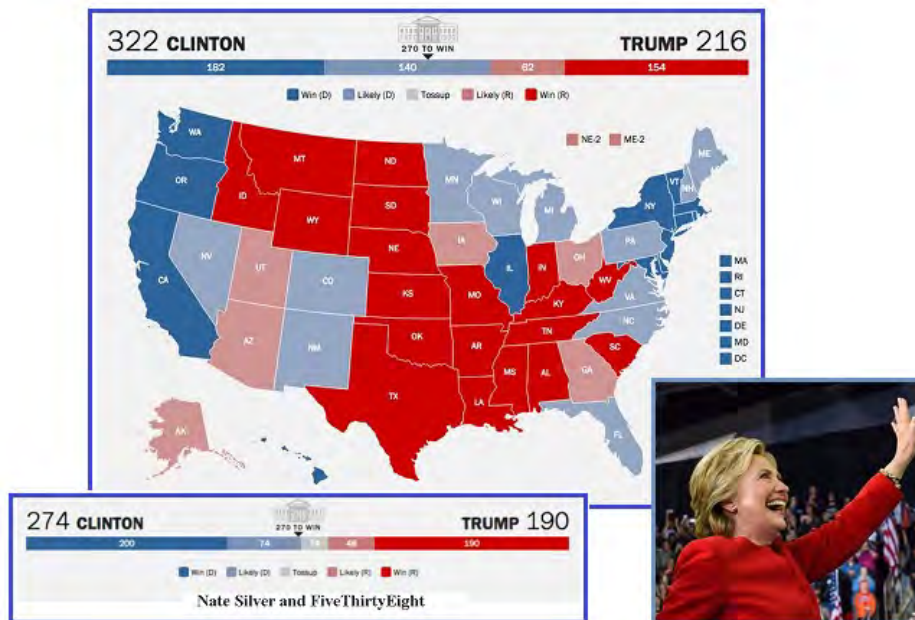 322 CLINTON
270 TO WIN
TRUMP 216
182 140 62 154
Win (D) Likely (D) Tossup Likely (R) Win (R)
NE-2 ME-2
WA
MT
ND
MN
ME
VT
NH
OR
ID
SD
WI
MI
NY
WY
IA
PA
NE
NV
UT
CO
IL
IN
OH
CA
KS
MO
WV
VA
KY
NC
TN
AZ
NM
OK
AR
SC
MS
AL
GA
TX
LA
AK
FL
MA
RI
CT
NJ
DE
MD
DC
274 CLINTON
270 TO WIN
TRUMP 190
200 74 48 190
Win (D) Likely (D) Tossup Likely (R) Win (R)
Nate Silver and FiveThirtyEight